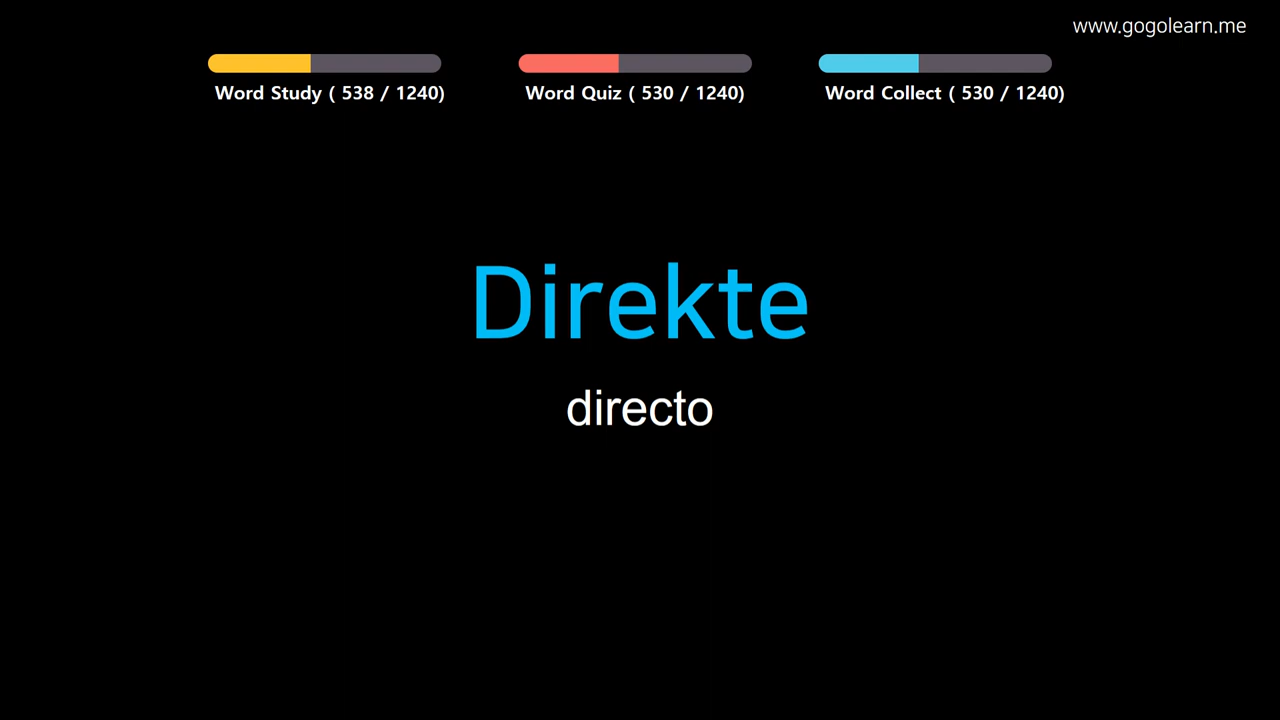 www.gogolearn.me
Word Study ( 538 / 1240)
Word Quiz ( 530 / 1240)
Word Collect ( 530 / 1240)
Direkte
directo